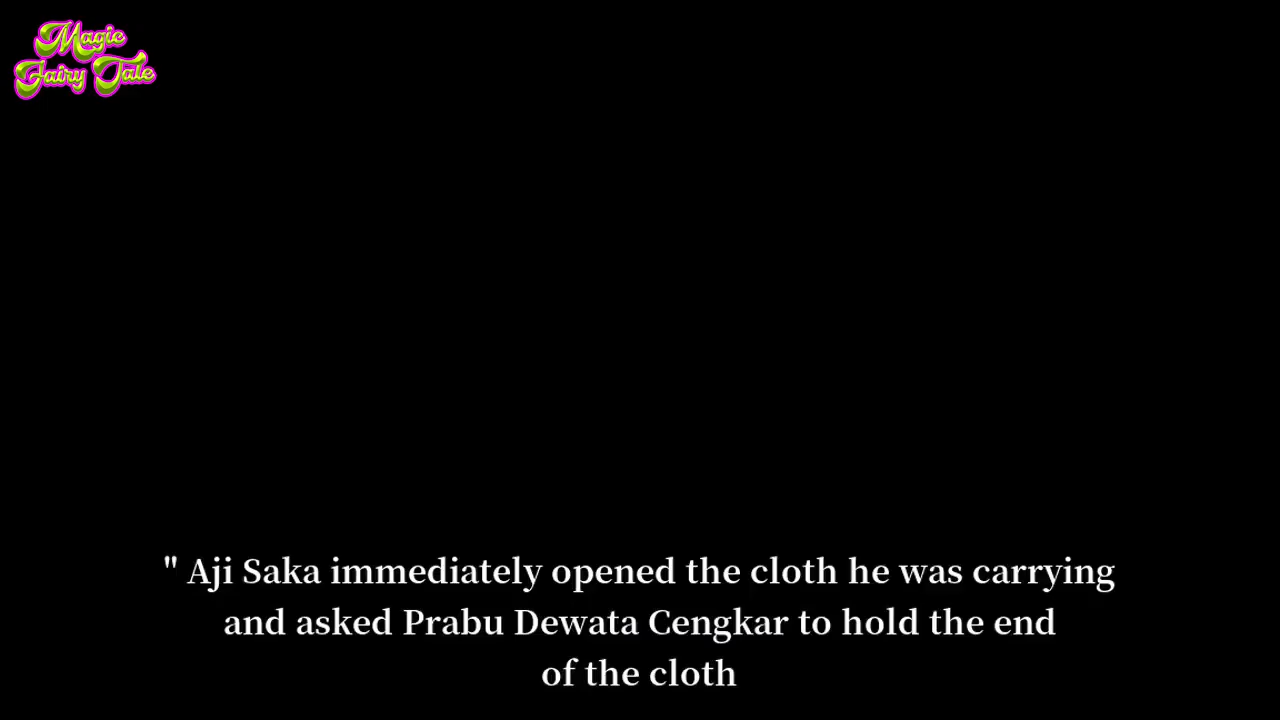 Magic
Fairy Tale
" Aji Saka immediately opened the cloth he was carrying
and asked Prabu Dewata Cengkar to hold the end
of the cloth